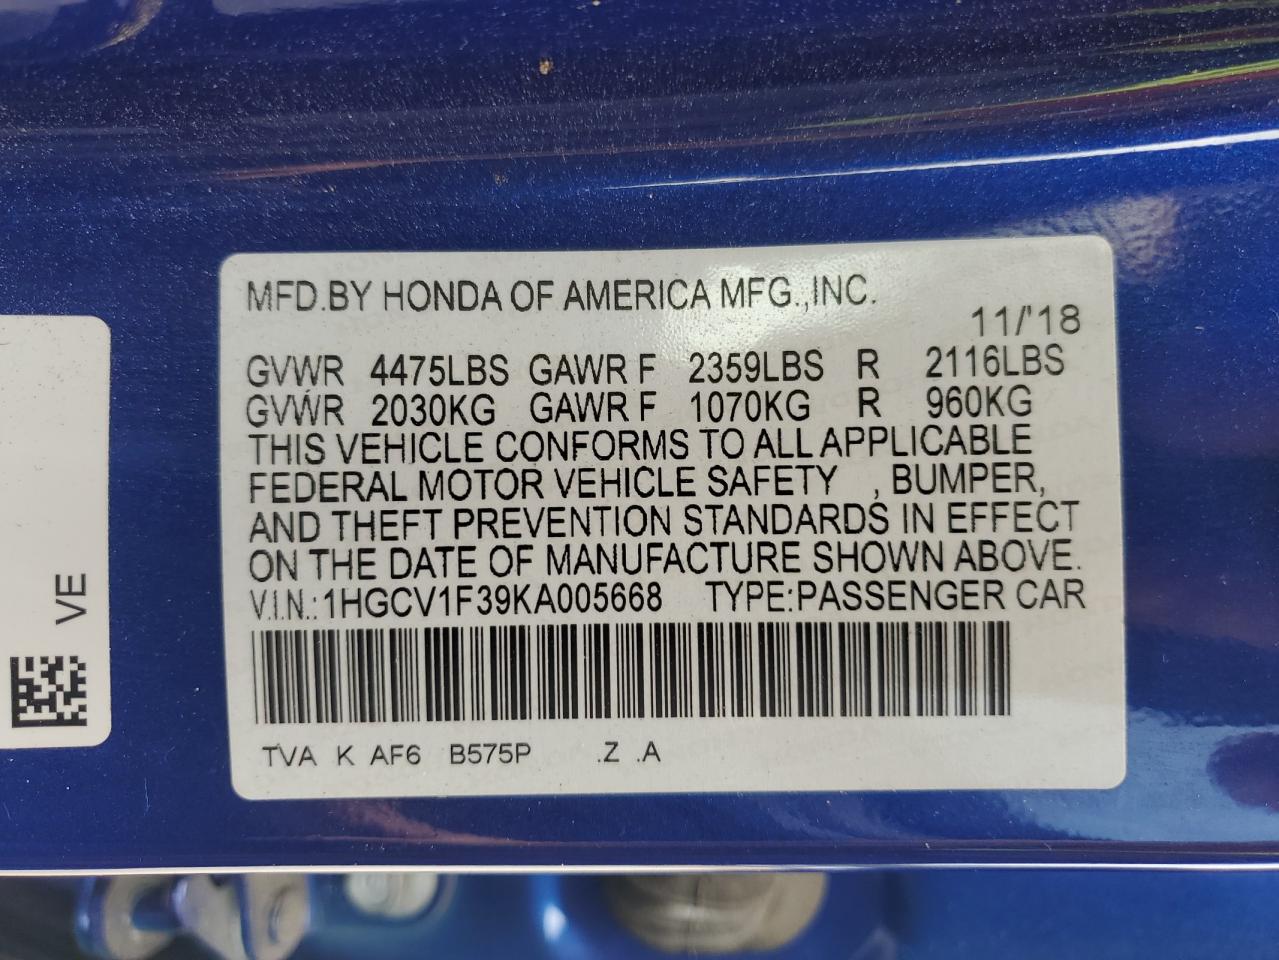 MFD.BY HONDA OF AMERICA MFG.,INC.
11/'18
GVWR 4475LBS GAWR F 2359LBS R 2116LBS
GVWR 2030KG GAWR F 1070KG R 960KG
THIS VEHICLE CONFORMS TO ALL APPLICABLE
FEDERAL MOTOR VEHICLE SAFETY , BUMPER,
AND THEFT PREVENTION STANDARDS IN EFFECT
ON THE DATE OF MANUFACTURE SHOWN ABOVE.
V.I.N.:1HGCV1F39KA005668 TYPE:PASSENGER CAR
TVA K AF6 B575P .Z .A
VE